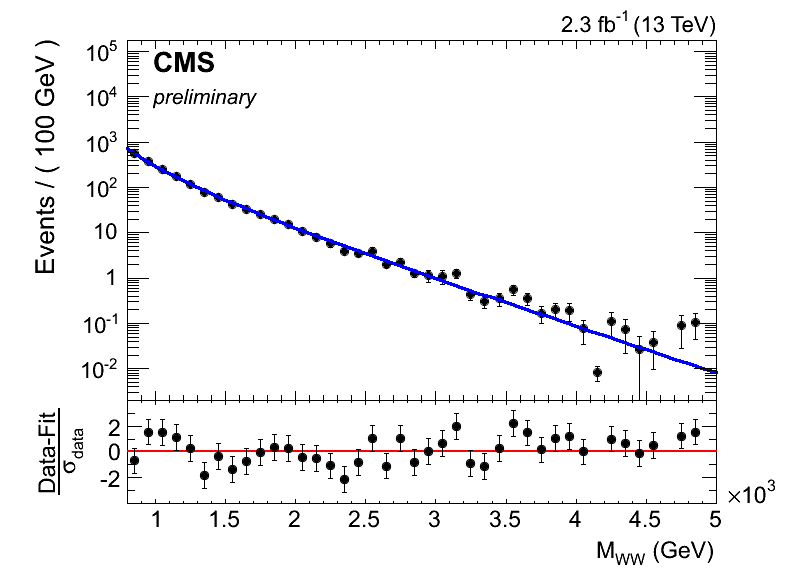 2.3 fb⁻¹ (13 TeV)
CMS
preliminary
Events / ( 100 GeV )
10⁵
10⁴
10³
10²
10
1
10⁻¹
10⁻²
Data-Fit
σ_data
2
0
-2
1 1.5 2 2.5 3 3.5 4 4.5 5
×10³
M_WW (GeV)